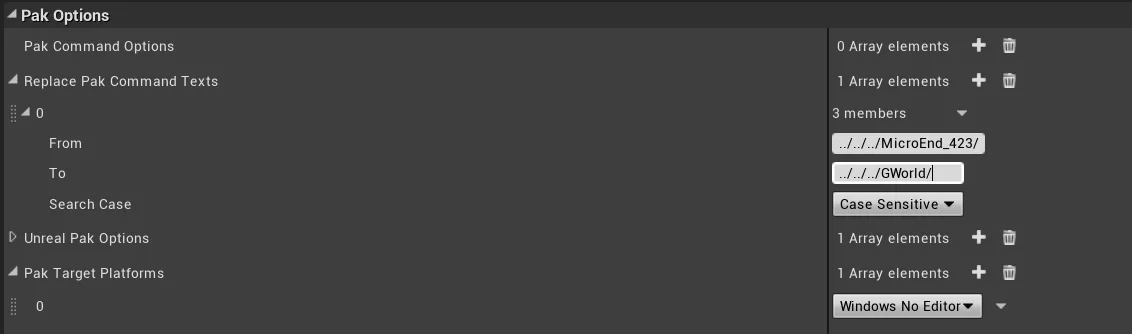 Pak Options
Pak Command Options 0 Array elements
Replace Pak Command Texts 1 Array elements
0 3 members
From ../../../MicroEnd_423/
To ../../../GWorld/
Search Case Case Sensitive
Unreal Pak Options 1 Array elements
Pak Target Platforms 1 Array elements
0 Windows No Editor